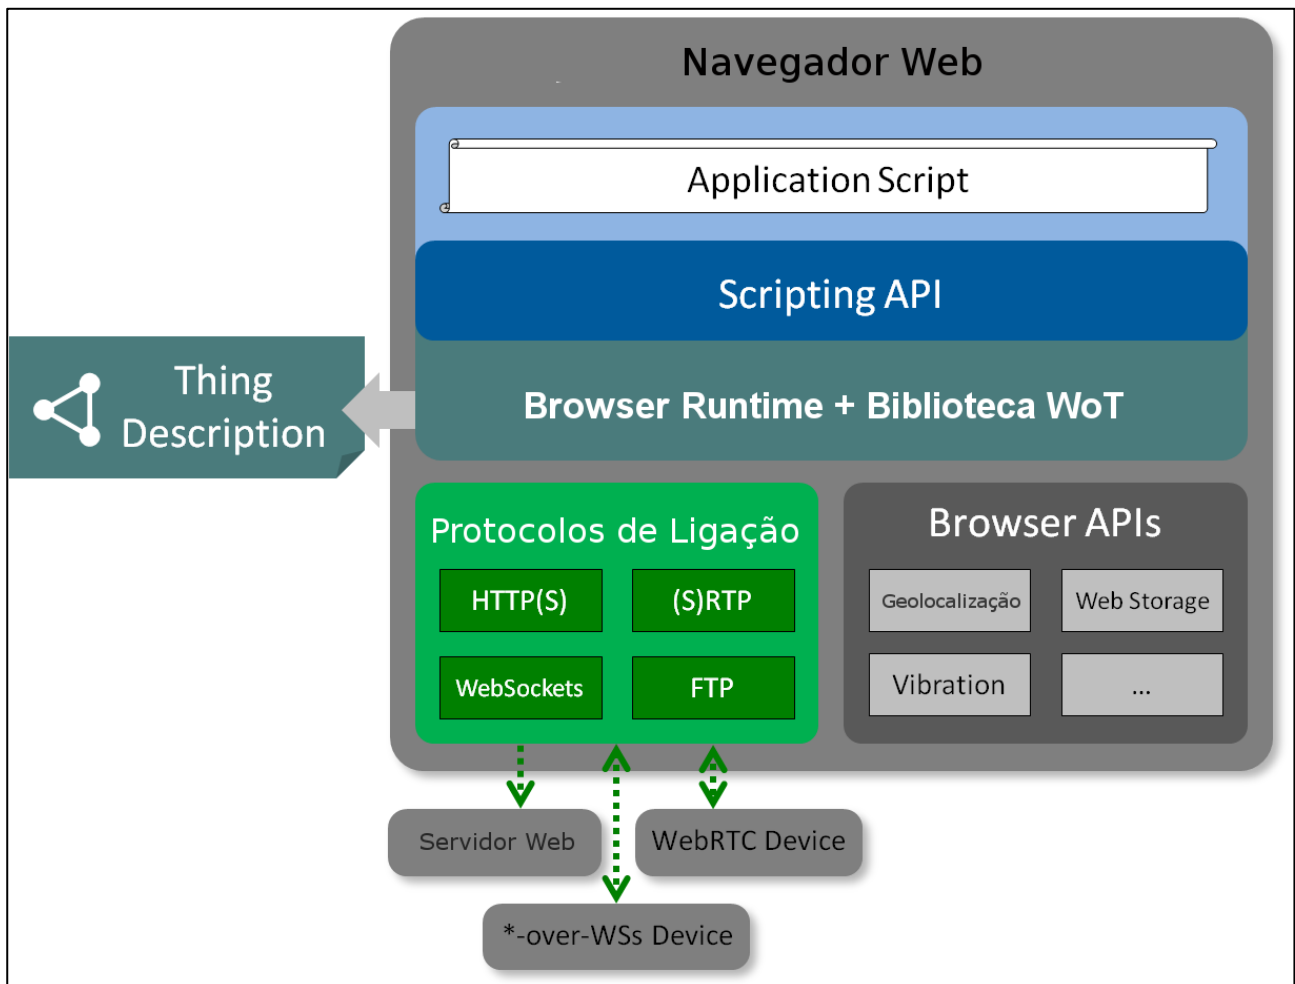 Navegador Web
Application Script
Scripting API
Thing
Description
Browser Runtime + Biblioteca WoT
Protocolos de Ligação
HTTP(S)
(S)RTP
WebSockets
FTP
Browser APIs
Geolocalização
Web Storage
Vibration
...
Servidor Web
WebRTC Device
*-over-WSs Device